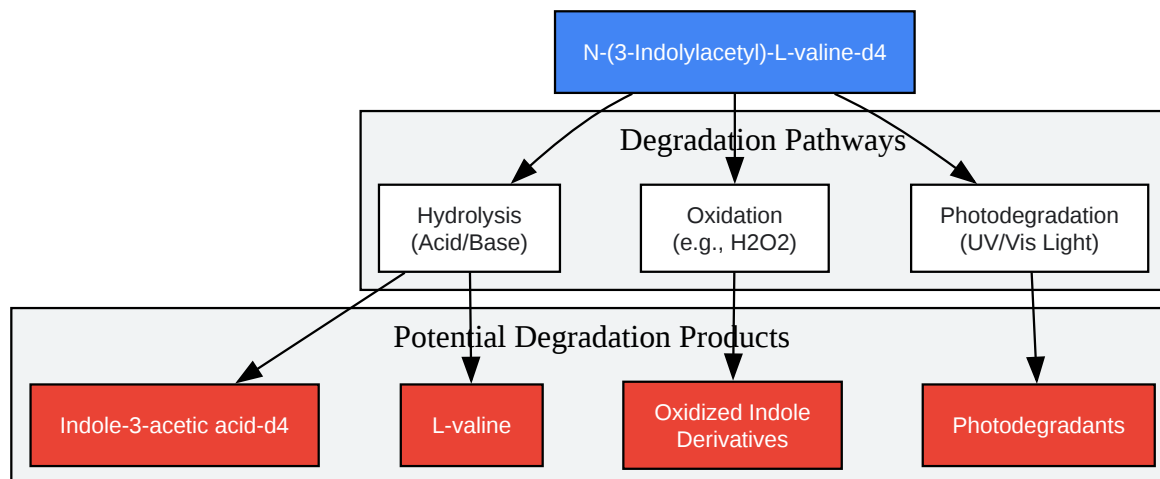 N-(3-Indolylacetyl)-L-valine-d4
Degradation Pathways
Hydrolysis
(Acid/Base)
Oxidation
(e.g., H2O2)
Photodegradation
(UV/Vis Light)
Potential Degradation Products
Indole-3-acetic acid-d4
L-valine
Oxidized Indole
Derivatives
Photodegradants